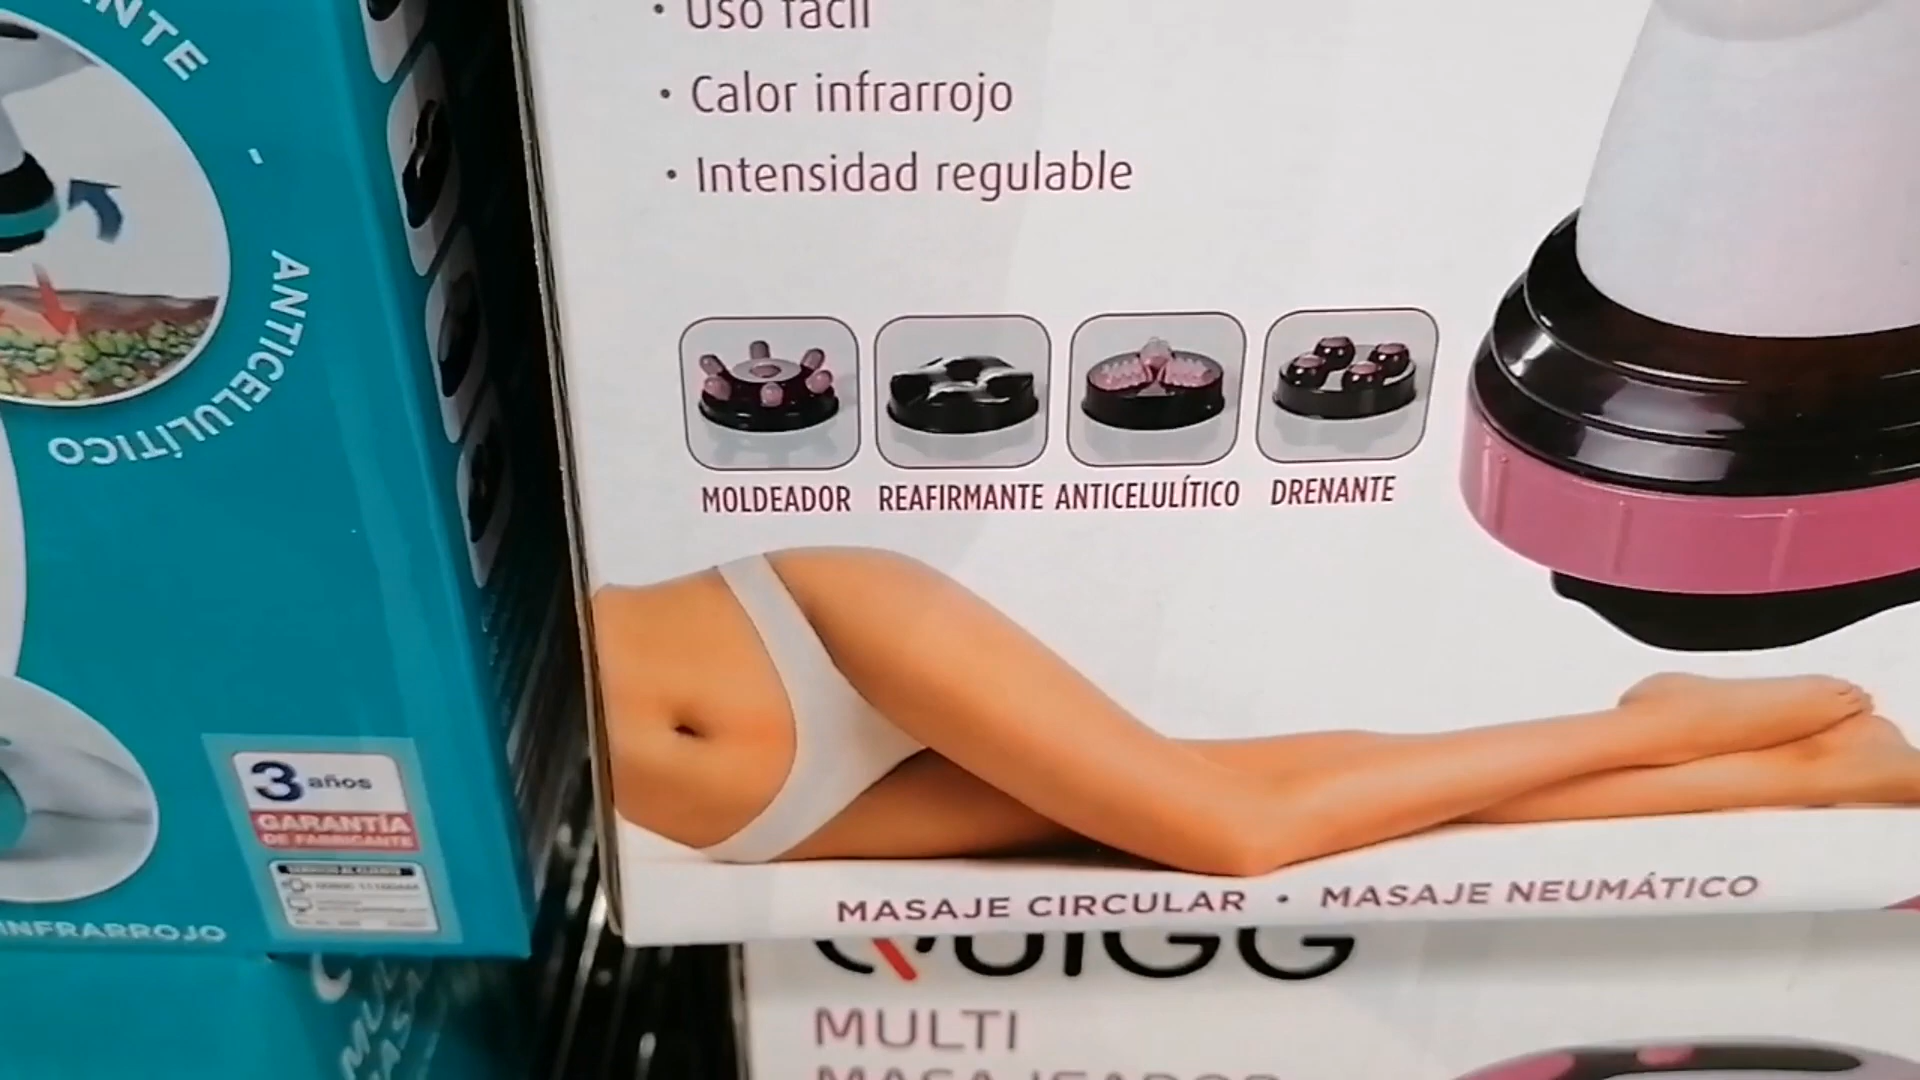 • Uso fácil
• Calor infrarrojo
• Intensidad regulable
MOLDEADOR REAFIRMANTE ANTICELULÍTICO DRENANTE
MASAJE CIRCULAR • MASAJE NEUMÁTICO
QUIGG
MULTI
MASAJEADOR
- ANTICELULÍTICO
3 años
GARANTÍA
DE FABRICANTE
INFRARROJO